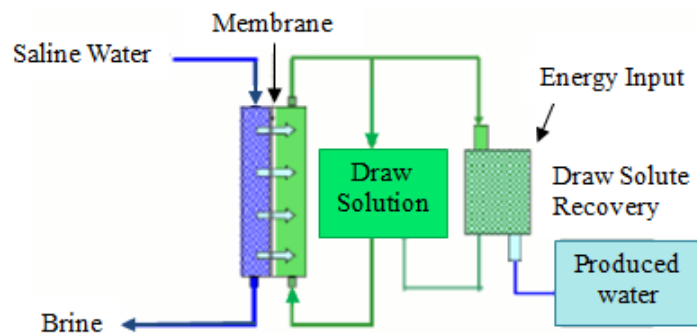 Membrane
Saline Water
Energy Input
Draw
Solution
Draw Solute
Recovery
Produced
water
Brine